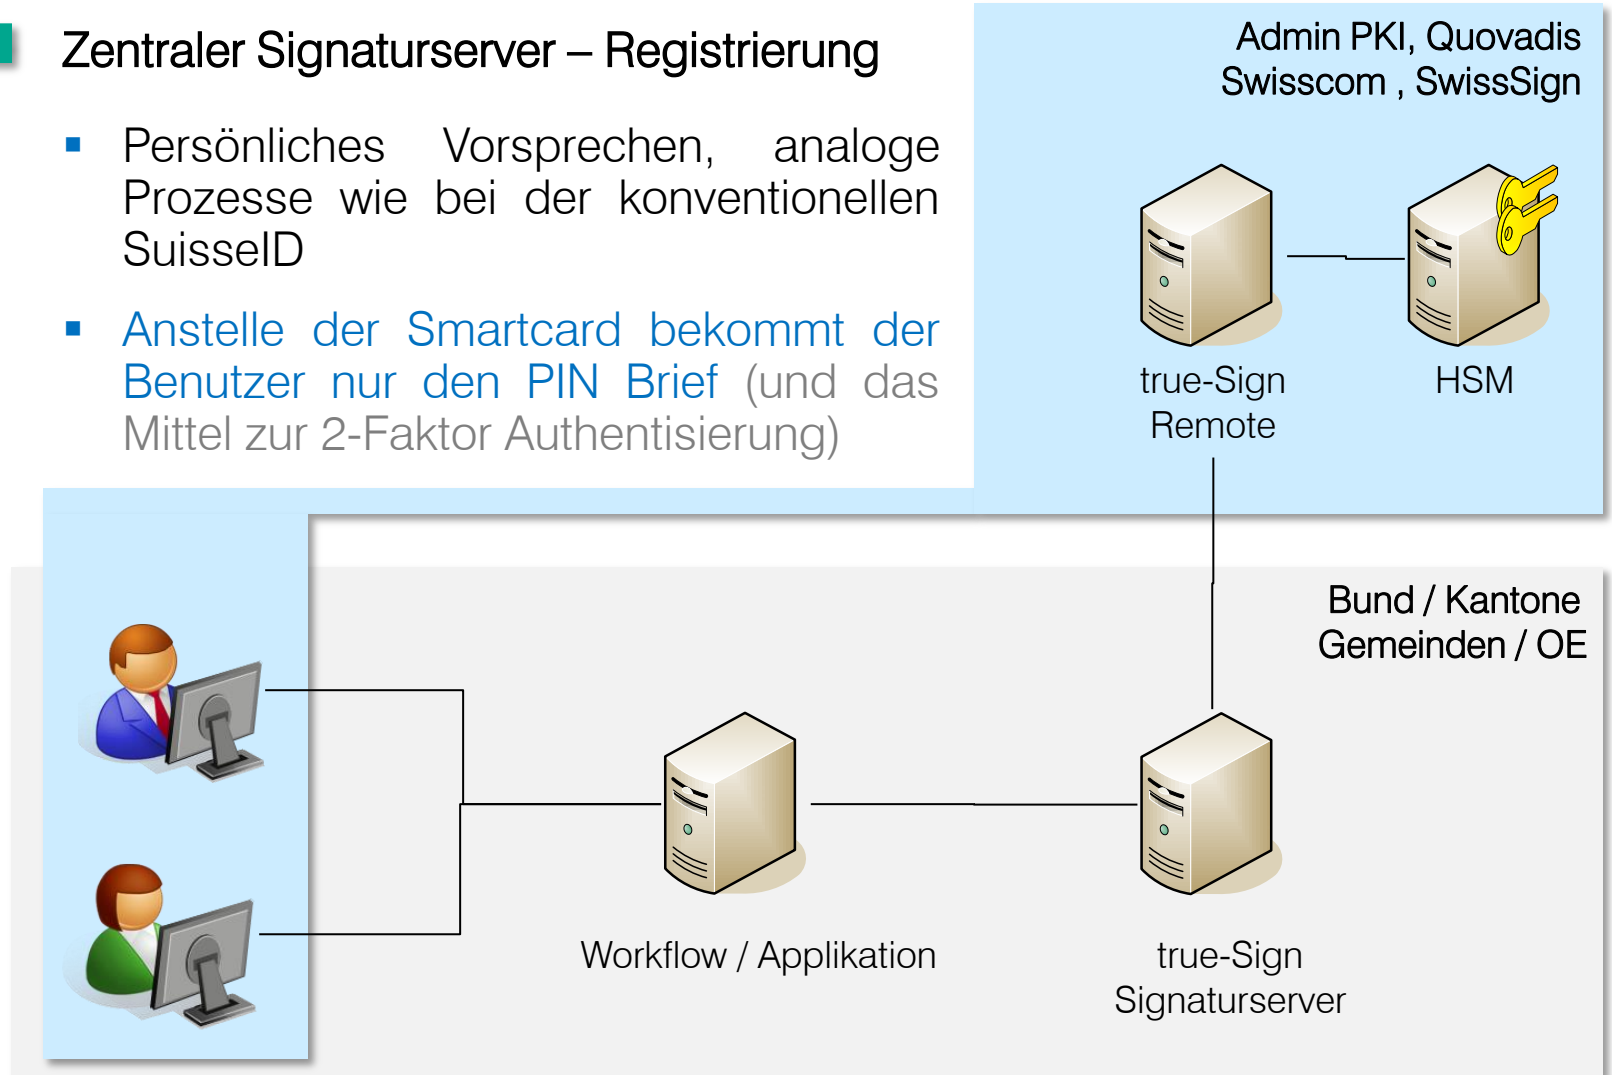 Zentraler Signaturserver – Registrierung
Admin PKI, Quovadis
Swisscom , SwissSign
▪ Persönliches Vorsprechen, analoge
Prozesse wie bei der konventionellen
SuisseID
▪ Anstelle der Smartcard bekommt der
Benutzer nur den PIN Brief (und das
Mittel zur 2-Faktor Authentisierung)
true-Sign
Remote
HSM
Bund / Kantone
Gemeinden / OE
Workflow / Applikation
true-Sign
Signaturserver